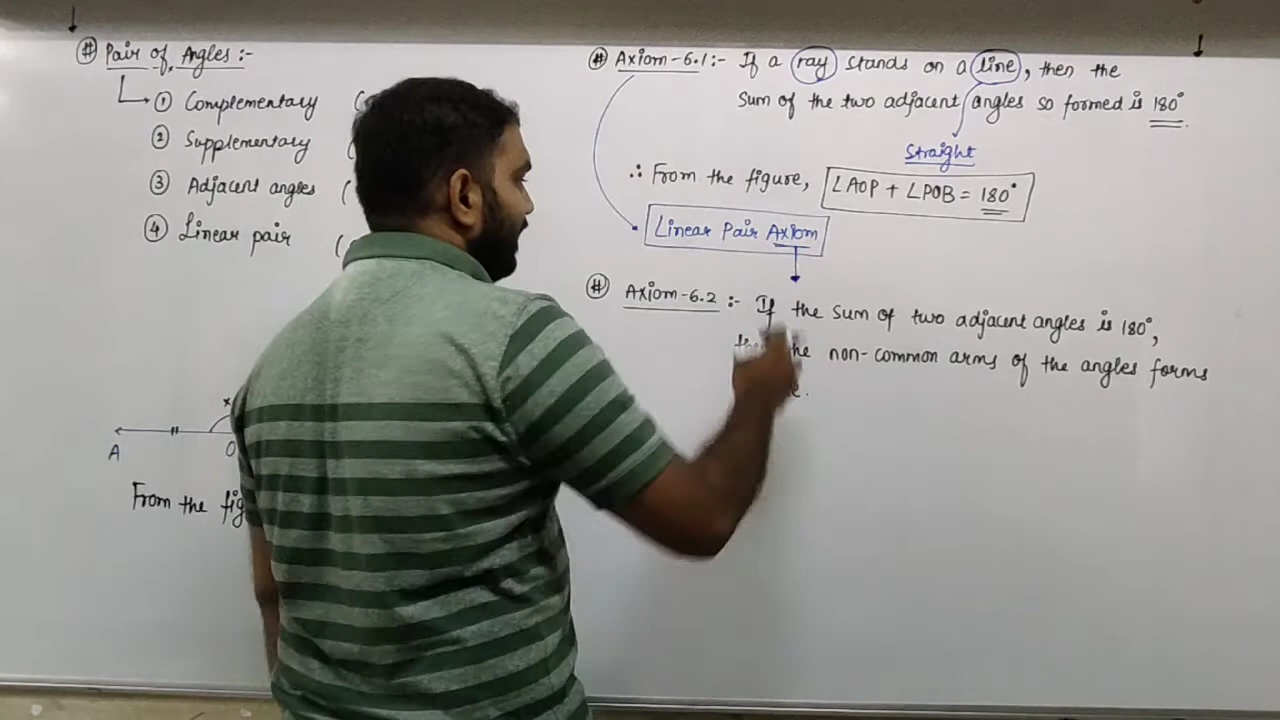 # Pair of Angles :-
① Complementary (
② Supplementary (
③ Adjacent angles (
④ Linear pair (
A O
×
From the fig
# Axiom-6.1 :- If a ray stands on a line, then the
sum of the two adjacent angles so formed is 180°.
Straight
∴ From the figure, ∠AOP + ∠POB = 180°
Linear Pair Axiom
# Axiom-6.2 :- If the sum of two adjacent angles is 180°,
the non-common arms of the angles forms